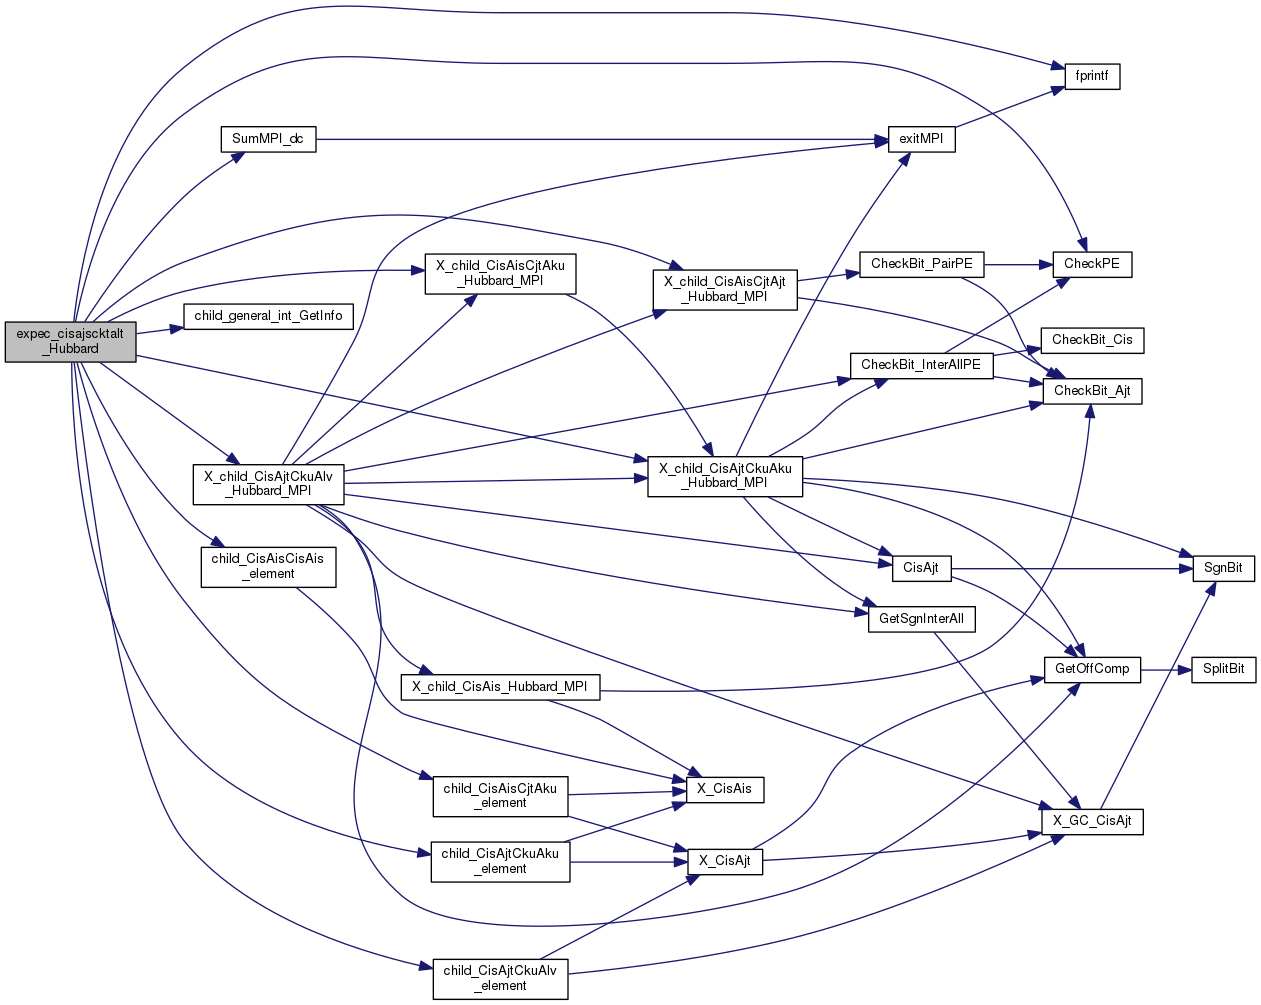 fprintf
SumMPI_dc
exitMPI
X_child_CisAisCjtAku
_Hubbard_MPI
X_child_CisAisCjtAjt
_Hubbard_MPI
CheckBit_PairPE
CheckPE
child_general_int_GetInfo
expec_cisajscktalt
_Hubbard
CheckBit_Cis
CheckBit_InterAllPE
CheckBit_Ajt
X_child_CisAjtCkuAlv
_Hubbard_MPI
X_child_CisAjtCkuAku
_Hubbard_MPI
child_CisAisCisAis
_element
CisAjt
SgnBit
GetSgnInterAll
X_child_CisAis_Hubbard_MPI
GetOffComp
SplitBit
child_CisAisCjtAku
_element
X_CisAis
X_GC_CisAjt
child_CisAjtCkuAku
_element
X_CisAjt
child_CisAjtCkuAlv
_element